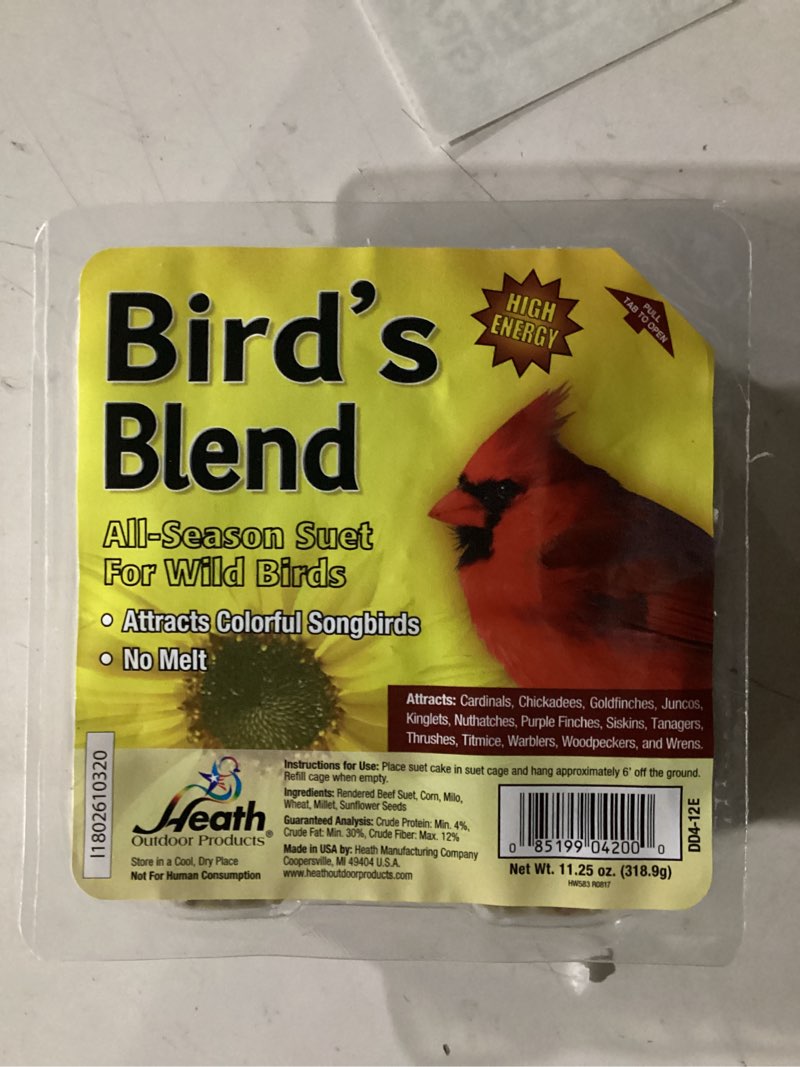 Bird's
Blend
HIGH
ENERGY
PULL
TAB TO OPEN
All-Season Suet
For Wild Birds
• Attracts Colorful Songbirds
• No Melt
Attracts: Cardinals, Chickadees, Goldfinches, Juncos,
Kinglets, Nuthatches, Purple Finches, Siskins, Tanagers,
Thrushes, Titmice, Warblers, Woodpeckers, and Wrens.
I1802610320
Heath
Outdoor Products®
Store in a Cool, Dry Place
Not For Human Consumption
Instructions for Use: Place suet cake in suet cage and hang approximately 6' off the ground.
Refill cage when empty.
Ingredients: Rendered Beef Suet, Corn, Milo,
Wheat, Millet, Sunflower Seeds
Guaranteed Analysis: Crude Protein: Min. 4%,
Crude Fat: Min. 30%, Crude Fiber: Max. 12%
Made in USA by: Heath Manufacturing Company
Coopersville, MI 49404 U.S.A.
www.heathoutdoorproducts.com
0 85199 04200 0
DD4-12E
Net Wt. 11.25 oz. (318.9g)
HW583 R0817